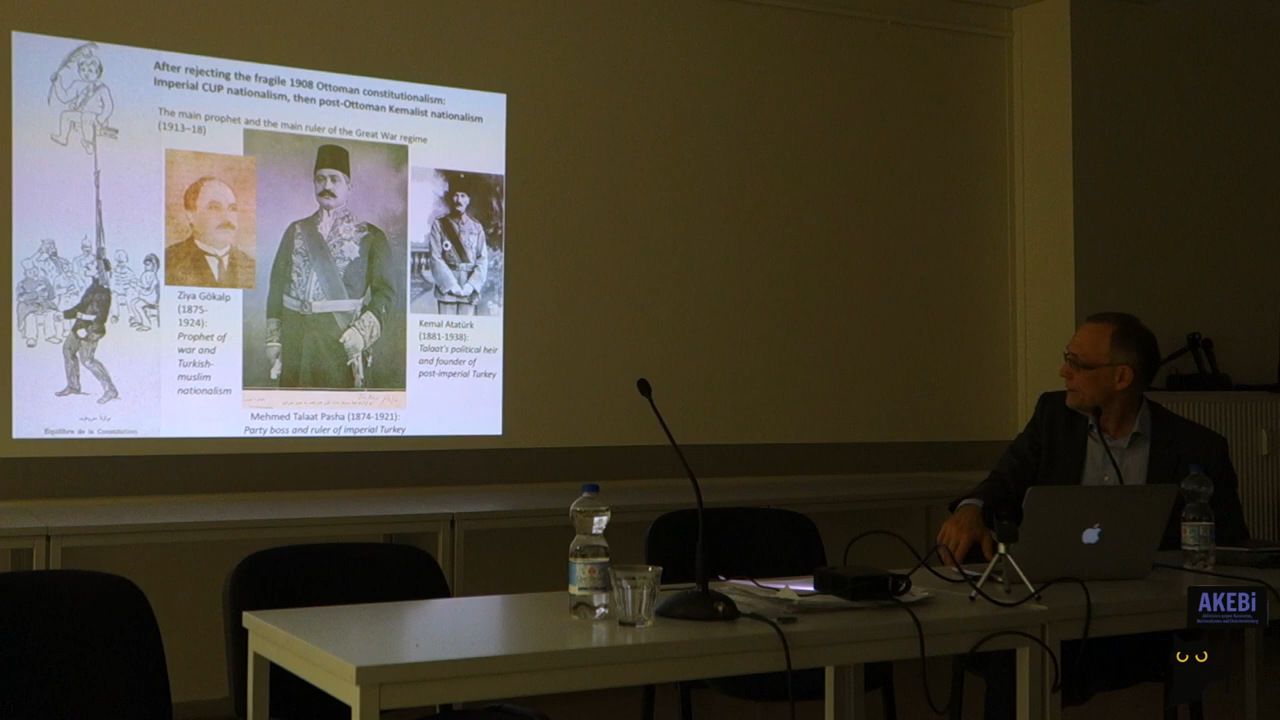 After rejecting the fragile 1908 Ottoman constitutionalism:
Imperial CUP nationalism, then post-Ottoman Kemalist nationalism
The main prophet and the main ruler of the Great War regime
(1913–18)
Ziya Gökalp
(1875-
1924):
Prophet of
war and
Turkish-
muslim
nationalism
Mehmed Talaat Pasha (1874-1921):
Party boss and ruler of imperial Turkey
Kemal Atatürk
(1881-1938):
Talaat's political heir
and founder of
post-imperial Turkey
Equilibre de la Constitution
AKEBi